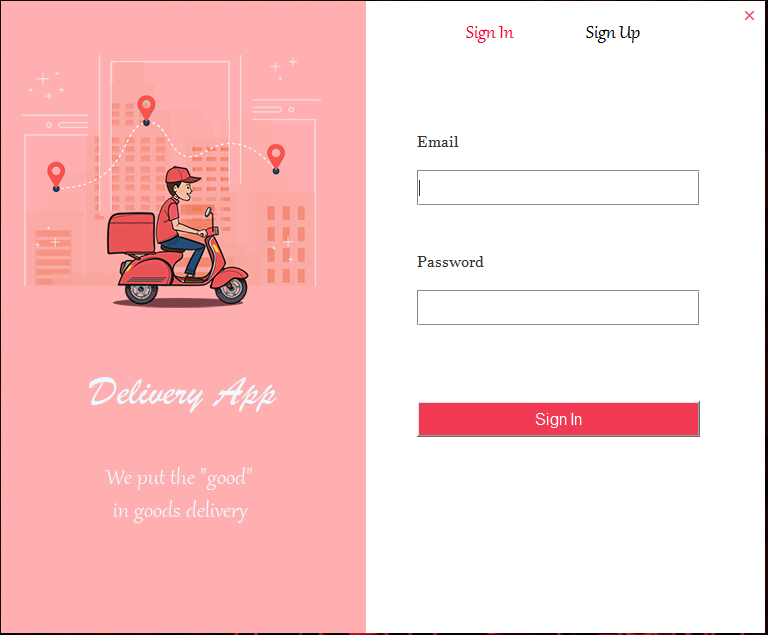 Sign In Sign Up
Email
Password
Sign In
Delivery App
We put the "good"
in goods delivery